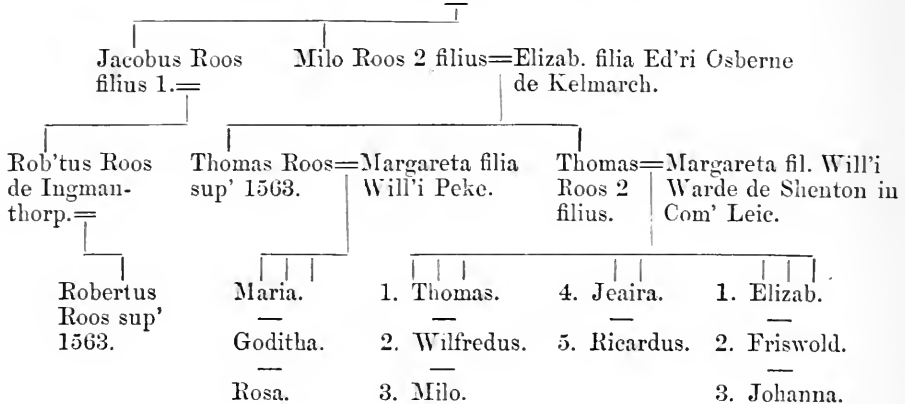 Jacobus Roos
filius 1.=
Milo Roos 2 filius=Elizab. filia Ed'ri Osberne
de Kelmarch.
Rob'tus Roos
de Ingman-
thorp.=
Thomas Roos=Margareta filia
sup' 1563. Will'i Peke.
Thomas=Margareta fil. Will'i
Roos 2 Warde de Shenton in
filius. Com' Leic.
Robertus
Roos sup'
1563.
Maria.
Goditha.
Rosa.
1. Thomas.
2. Wilfredus.
3. Milo.
4. Jeaira.
5. Ricardus.
1. Elizab.
2. Friswold.
3. Johanna.